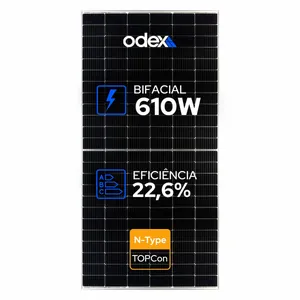 odex
BIFACIAL
610W
A
B
C
EFICIÊNCIA
22,6%
N-Type
TOPCon